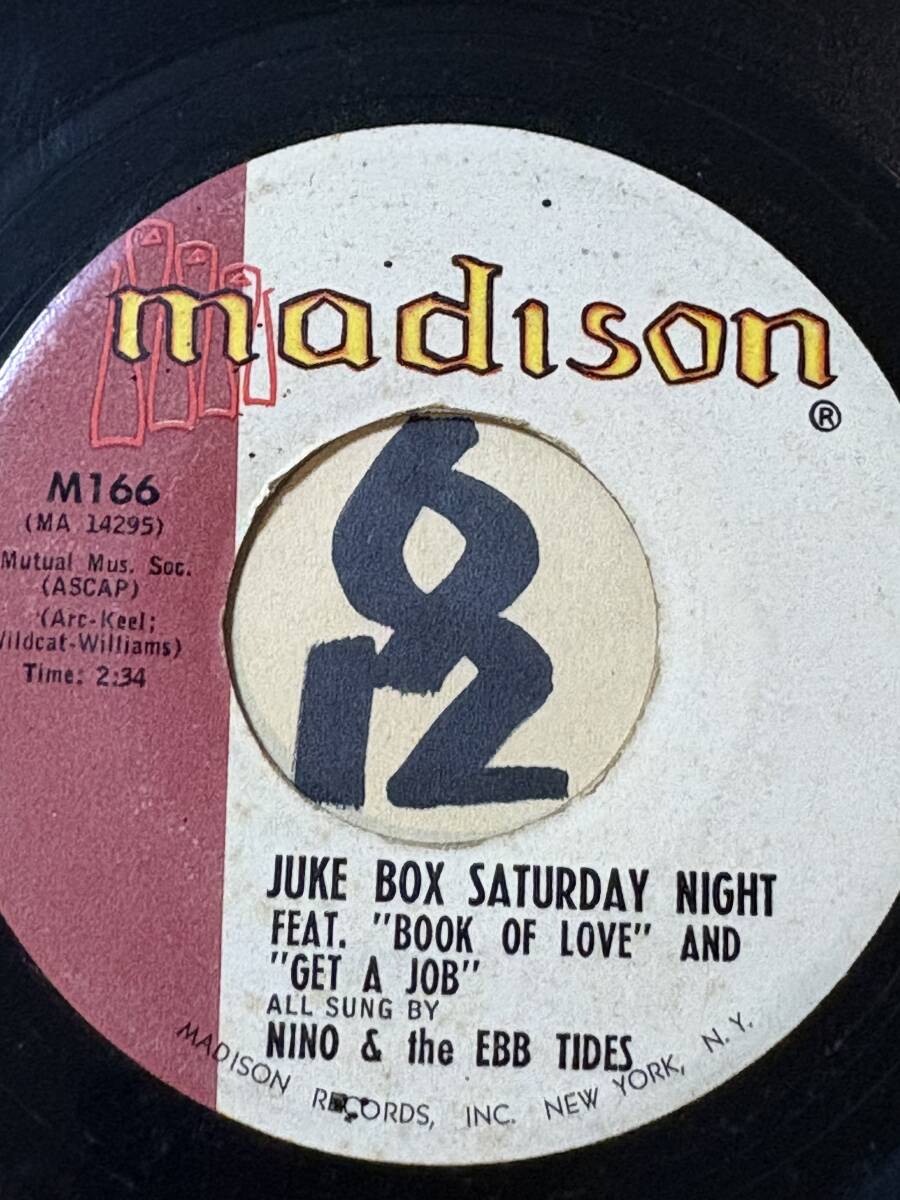 madison
®
M166
(MA 14295)
Mutual Mus. Soc.
(ASCAP)
(Arc-Keel;
Wildcat-Williams)
Time: 2:34
6
12
JUKE BOX SATURDAY NIGHT
FEAT. "BOOK OF LOVE" AND
"GET A JOB"
ALL SUNG BY
NINO & the EBB TIDES
MADISON RECORDS, INC. NEW YORK, N. Y.